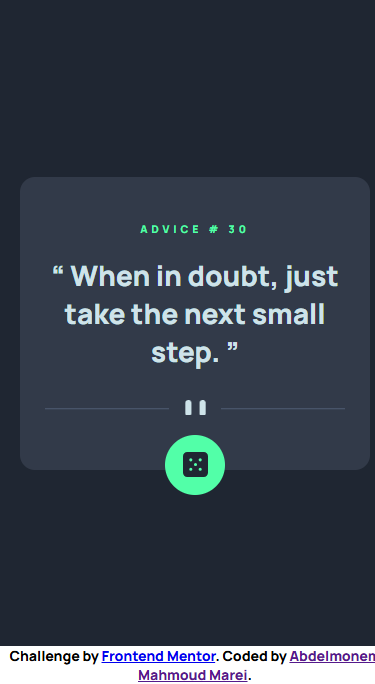 ADVICE # 30
“ When in doubt, just
take the next small
step. ”
Challenge by Frontend Mentor. Coded by Abdelmonem
Mahmoud Marei.